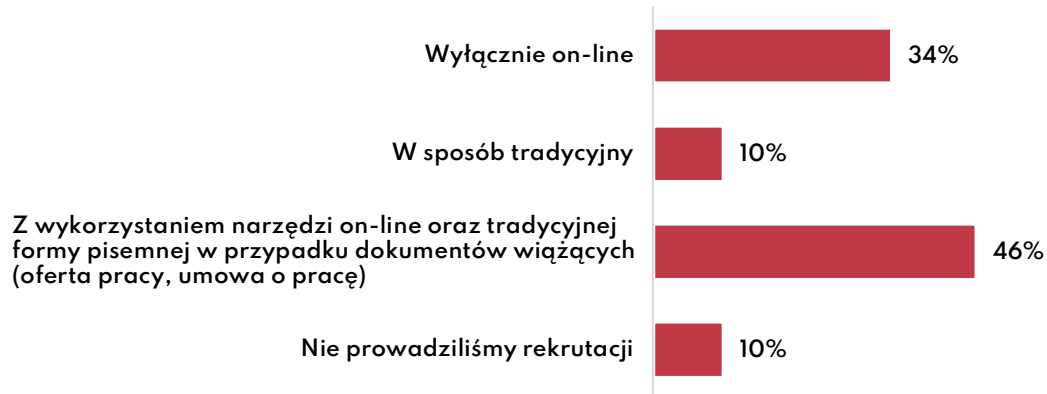 Wyłącznie on-line
34%
W sposób tradycyjny
10%
Z wykorzystaniem narzędzi on-line oraz tradycyjnej
formy pisemnej w przypadku dokumentów wiążących
(oferta pracy, umowa o pracę)
46%
Nie prowadziliśmy rekrutacji
10%